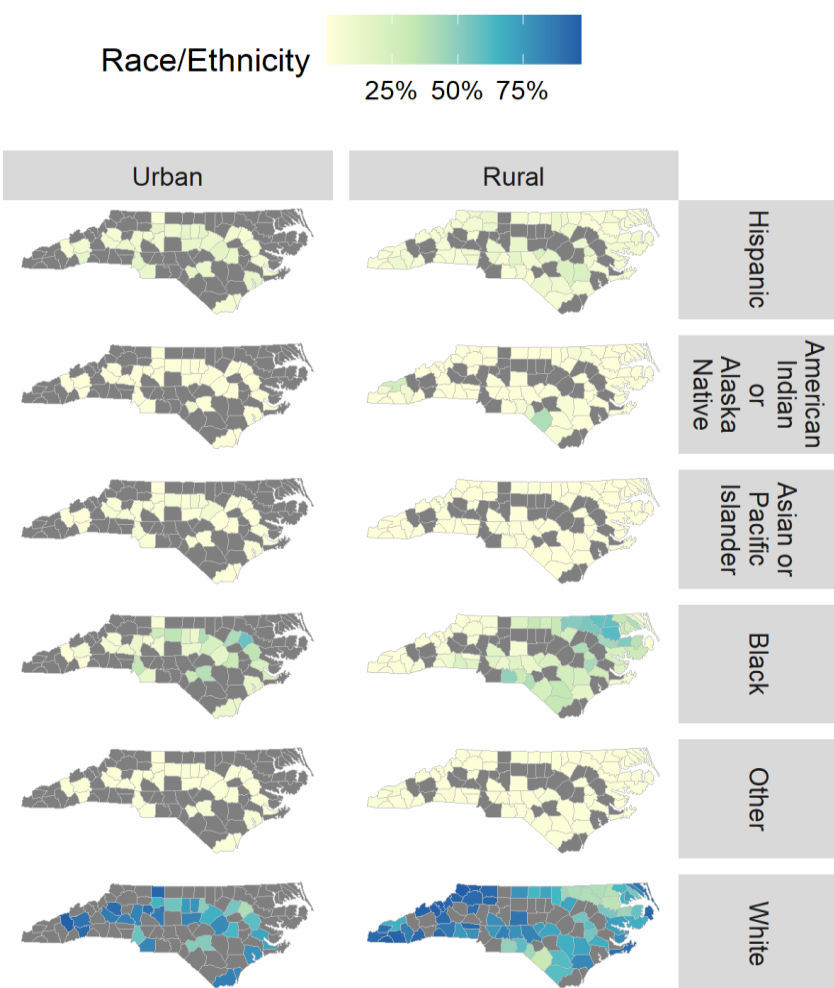 Race/Ethnicity
25% 50% 75%
Urban
Rural
Hispanic
American
Indian
or
Alaska
Native
Asian or
Pacific
Islander
Black
Other
White